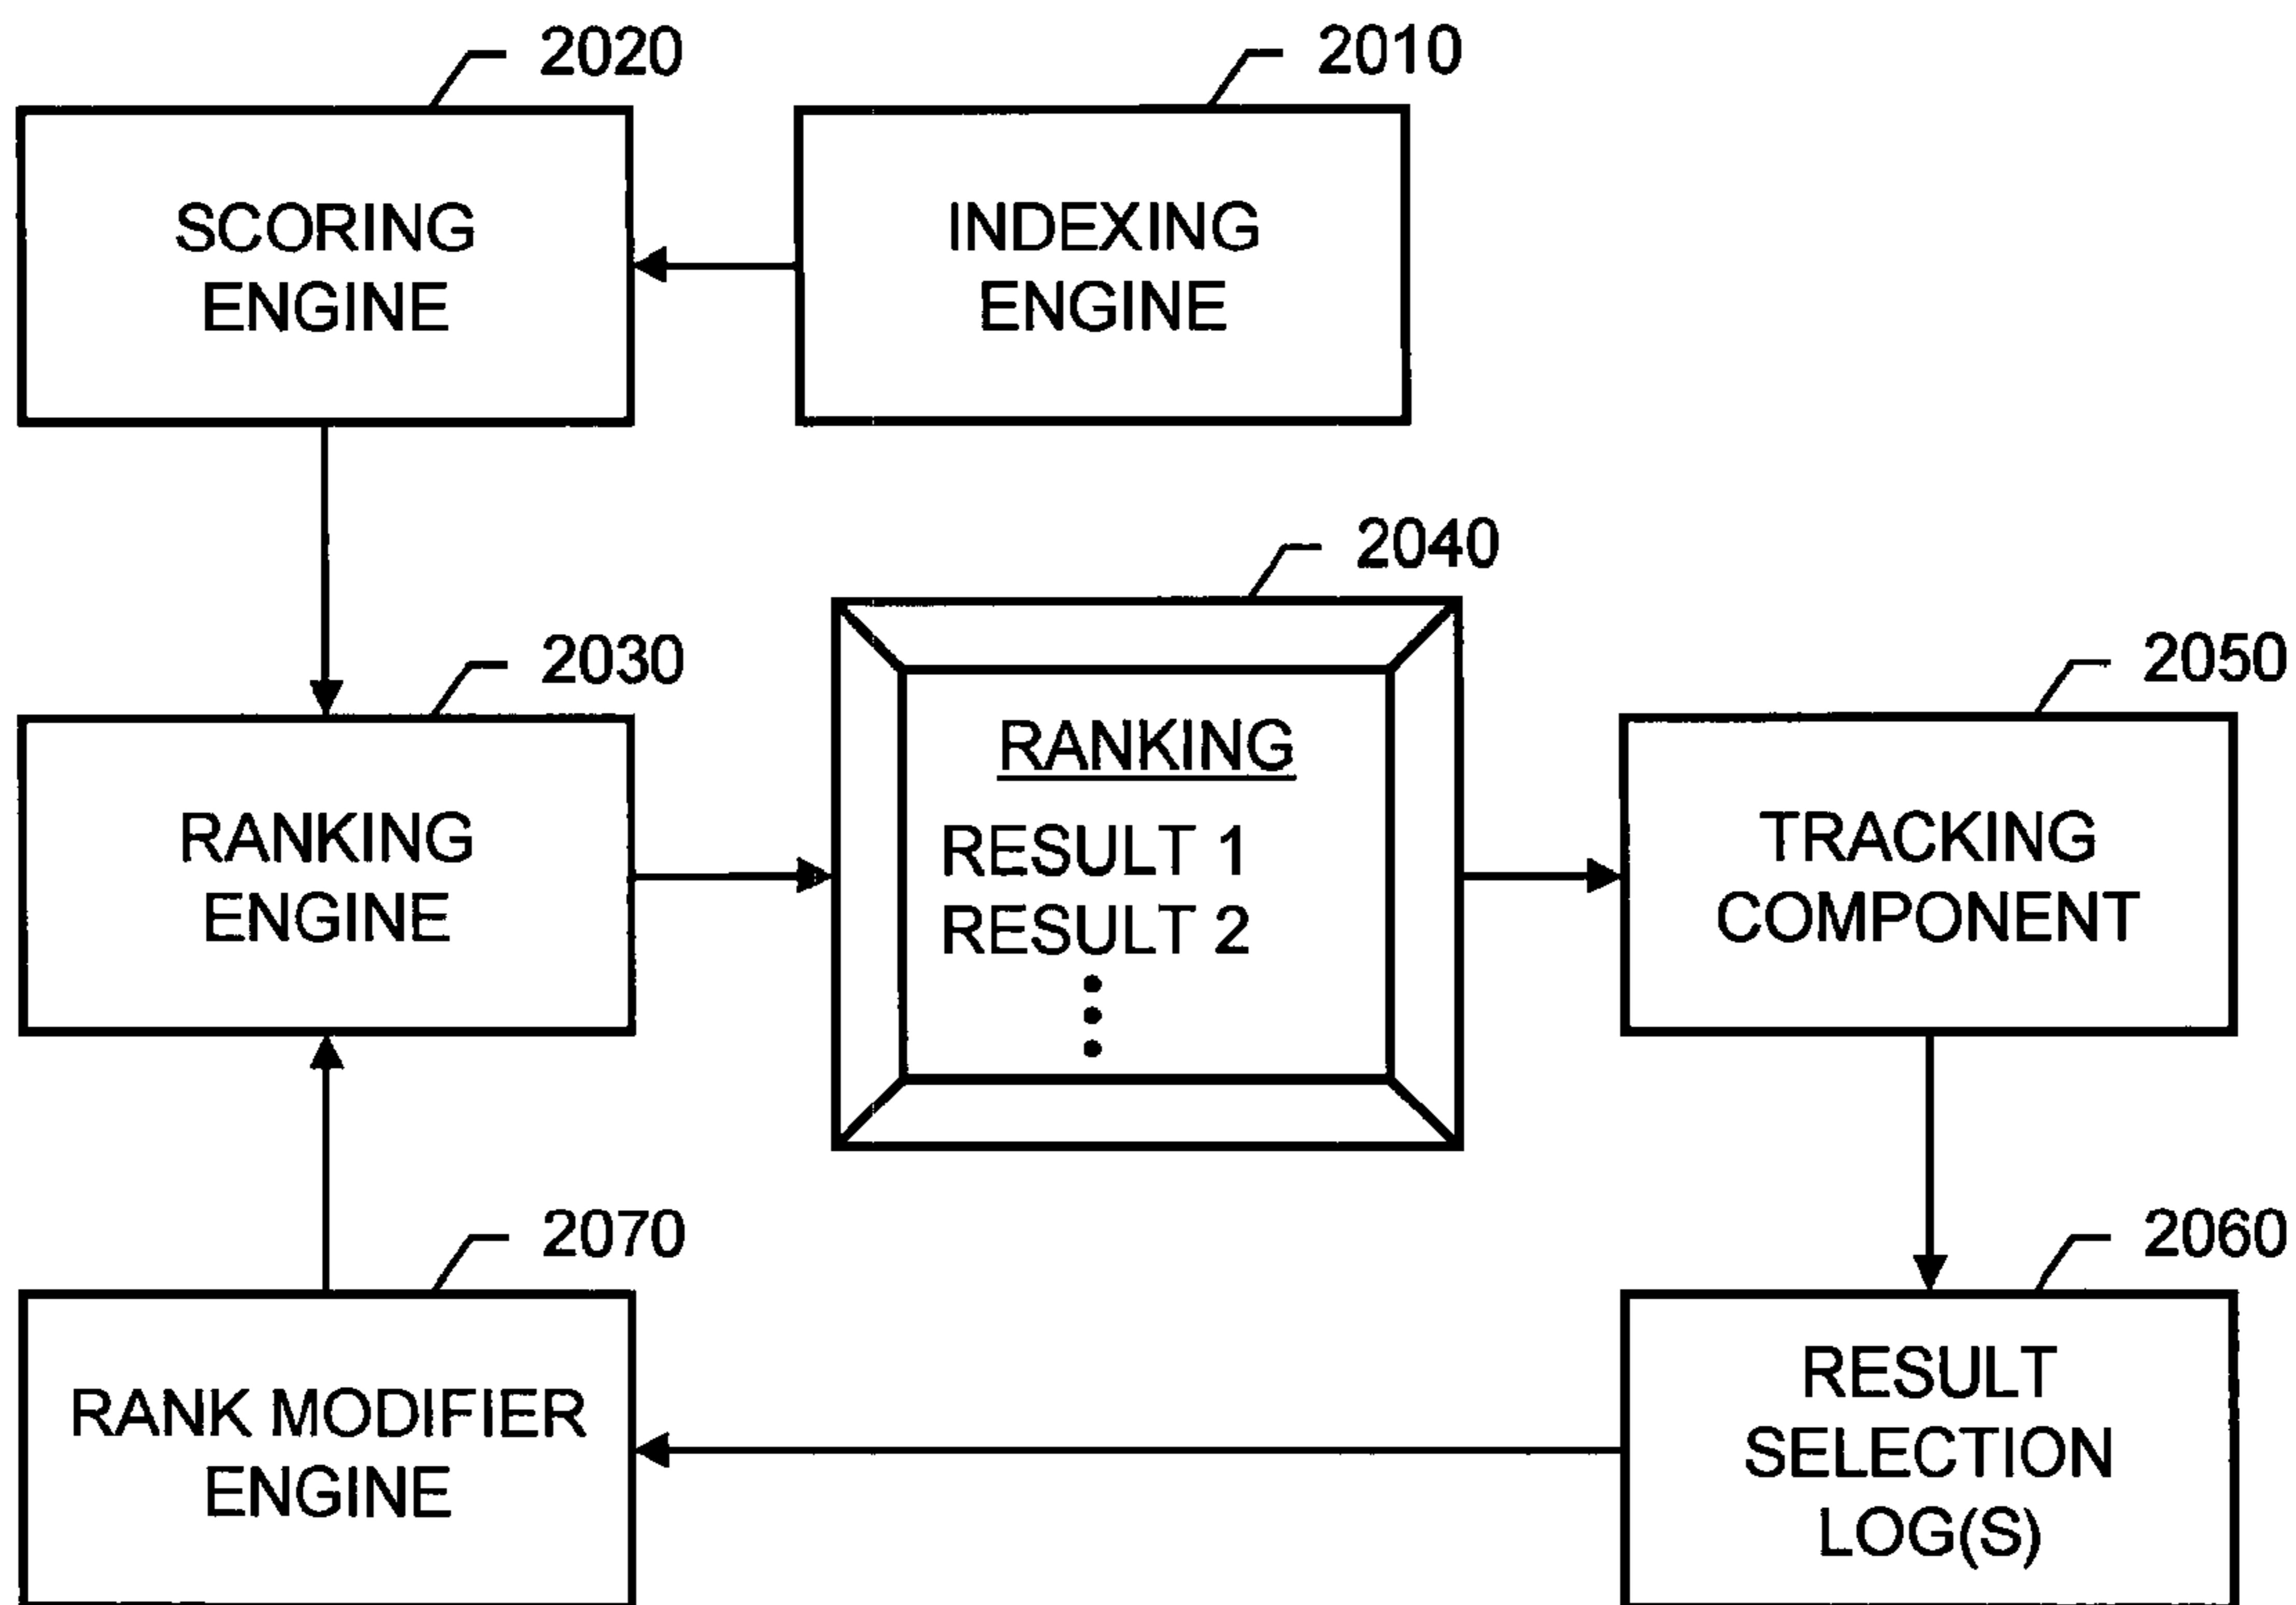 2020
SCORING
ENGINE
2010
INDEXING
ENGINE
2030
RANKING
ENGINE
2040
RANKING
RESULT 1
RESULT 2
2050
TRACKING
COMPONENT
2070
RANK MODIFIER
ENGINE
2060
RESULT
SELECTION
LOG(S)